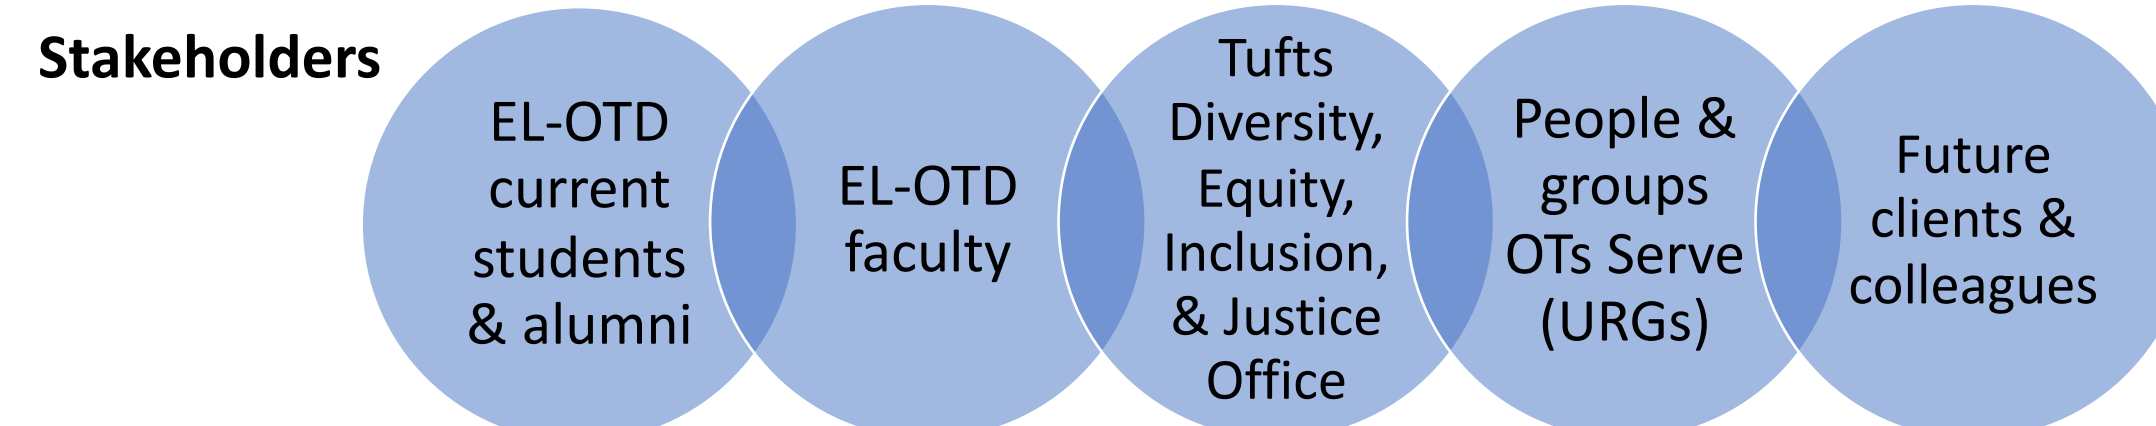 Stakeholders
EL-OTD
current
students
& alumni
EL-OTD
faculty
Tufts
Diversity,
Equity,
Inclusion,
& Justice
Office
People &
groups
OTs Serve
(URGs)
Future
clients &
colleagues